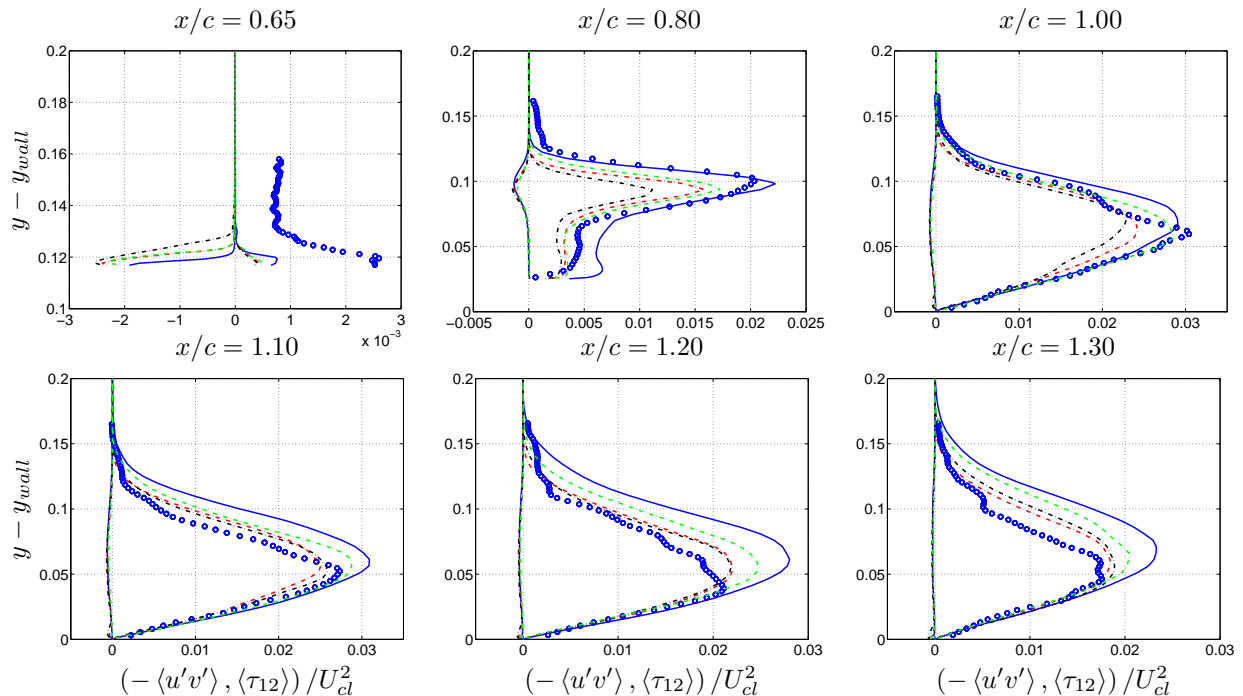 x/c = 0.65 x/c = 0.80 x/c = 1.00
0.2 0.2 0.2
0.18
0.15 0.15
0.16
y − y_wall 0.1 0.1
0.14
0.05 0.05
0.12
0.1 0 0
−3 −2 −1 0 1 2 3 −0.005 0 0.005 0.01 0.015 0.02 0.025 0 0.01 0.02 0.03
x 10⁻³
x/c = 1.10 x/c = 1.20 x/c = 1.30
0.2 0.2 0.2
0.15 0.15 0.15
y − y_wall 0.1 0.1 0.1
0.05 0.05 0.05
0 0 0
0 0.01 0.02 0.03 0 0.01 0.02 0.03 0 0.01 0.02 0.03
(− ⟨u′v′⟩ , ⟨τ₁₂⟩) /U²_cl (− ⟨u′v′⟩ , ⟨τ₁₂⟩) /U²_cl (− ⟨u′v′⟩ , ⟨τ₁₂⟩) /U²_cl